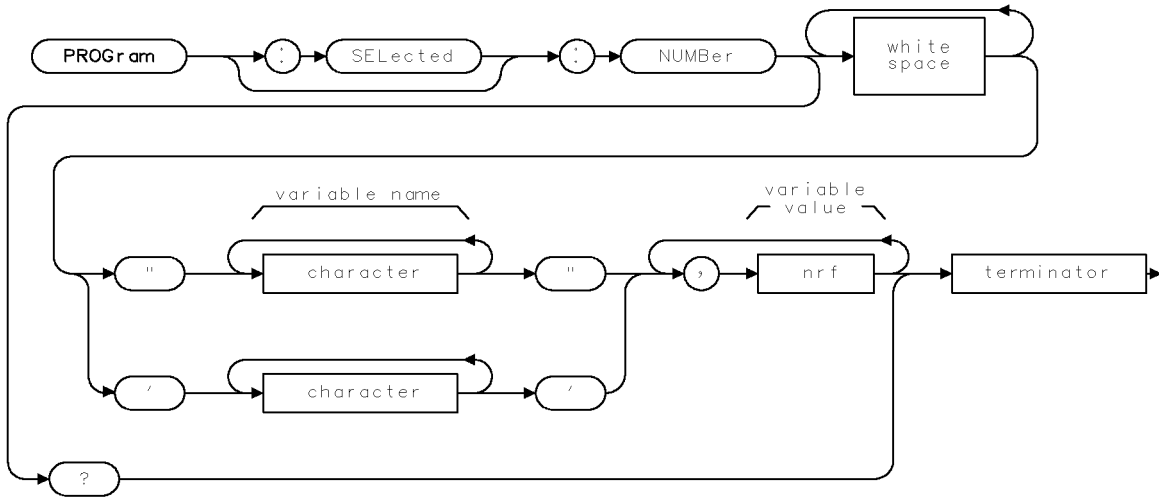 PROGram
:
SELected
:
NUMBer
white
space
variable name
variable
value
"
character
"
,
nrf
terminator
'
character
'
?